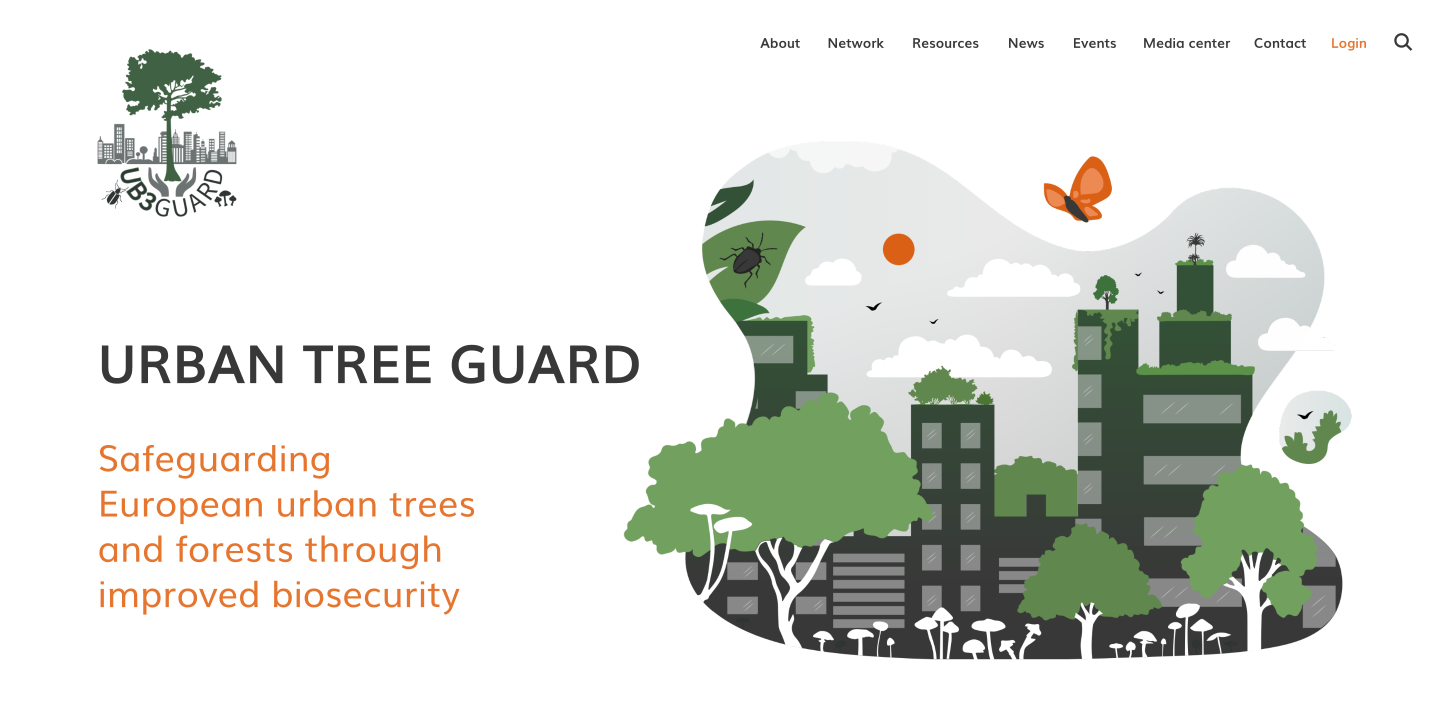 About Network Resources News Events Media center Contact Login
UB3GUARD
URBAN TREE GUARD
Safeguarding
European urban trees
and forests through
improved biosecurity